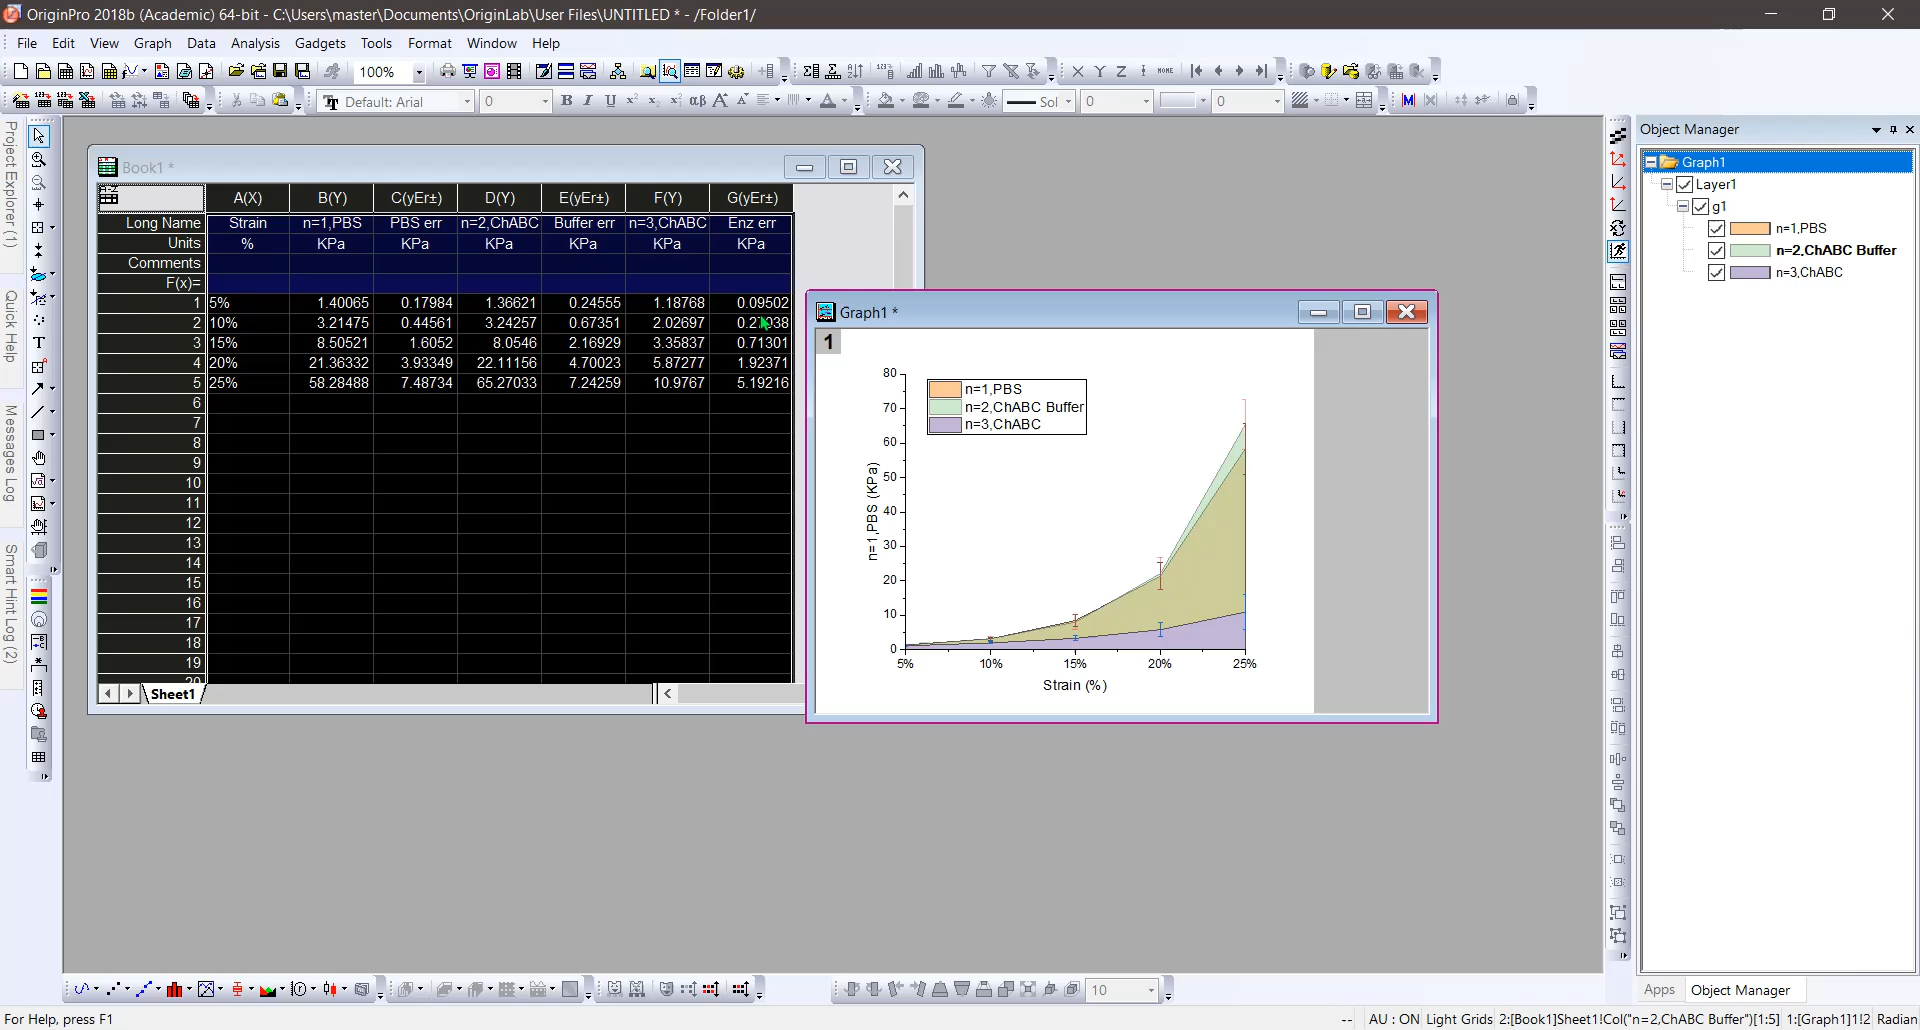 OriginPro 2018b (Academic) 64-bit - C:\Users\master\Documents\OriginLab\User Files\UNTITLED * - /Folder1/
File Edit View Graph Data Analysis Gadgets Tools Format Window Help
100%
Default: Arial 0 B I U αβ A A A Sol 0 0
Project Explorer (1)
Quick Help
Messages Log
Smart Hint Log (2)
Book1 *
A(X) B(Y) C(yEr±) D(Y) E(yEr±) F(Y) G(yEr±)
Long Name Strain n=1,PBS PBS err n=2,ChABC Buffer err n=3,ChABC Enz err
Units % KPa KPa KPa KPa KPa KPa
Comments
F(x)=
1 5% 1.40065 0.17984 1.36621 0.24555 1.18768 0.09502
2 10% 3.21475 0.44561 3.24257 0.67351 2.02697
3 15% 8.50521 1.6052 8.0546 2.16929 3.35837 0.71301
4 20% 21.36332 3.93349 22.11156 4.70023 5.87277 1.92371
5 25% 58.28488 7.48734 65.27033 7.24259 10.9767 5.19216
6
7
8
9
10
11
12
13
14
15
16
17
18
19
20
Sheet1
Graph1 *
1
80
70
60
50
40
30
20
10
0
n=1,PBS
n=2,ChABC Buffer
n=3,ChABC
n=1,PBS (KPa)
5% 10% 15% 20% 25%
Strain (%)
Object Manager
Graph1
Layer1
g1
n=1,PBS
n=2,ChABC Buffer
n=3,ChABC
10
Apps Object Manager
For Help, press F1
-- AU : ON Light Grids 2:[Book1]Sheet1!Col("n=2,ChABC Buffer")[1:5] 1:[Graph1]1!2 Radian